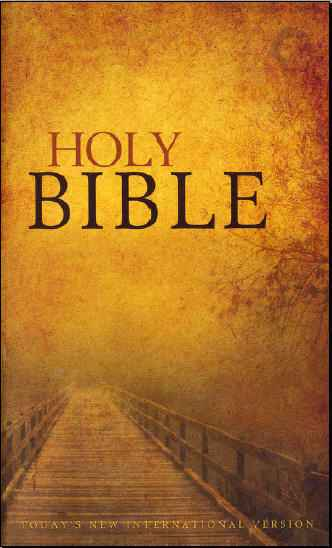 HOLY
BIBLE
TODAY'S NEW INTERNATIONAL VERSION